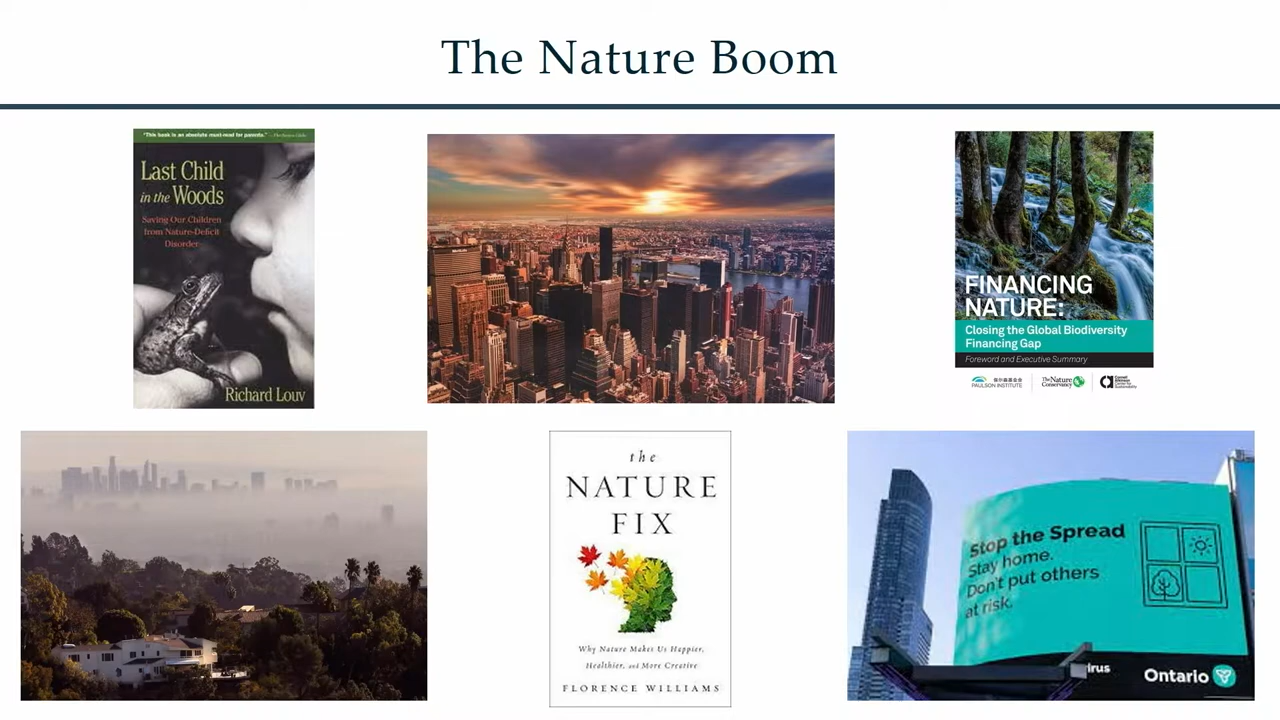 The Nature Boom
"This book is an absolute must-read for parents."
Last Child
in the Woods
Saving Our Children
from Nature-Deficit
Disorder
Richard Louv
FINANCING
NATURE:
Closing the Global Biodiversity
Financing Gap
Foreword and Executive Summary
PAULSON INSTITUTE
The Nature
Conservancy
the
NATURE
FIX
Why Nature Makes Us Happier,
Healthier, and More Creative
FLORENCE WILLIAMS
Stop the Spread
Stay home.
Don't put others
at risk.
irus
Ontario